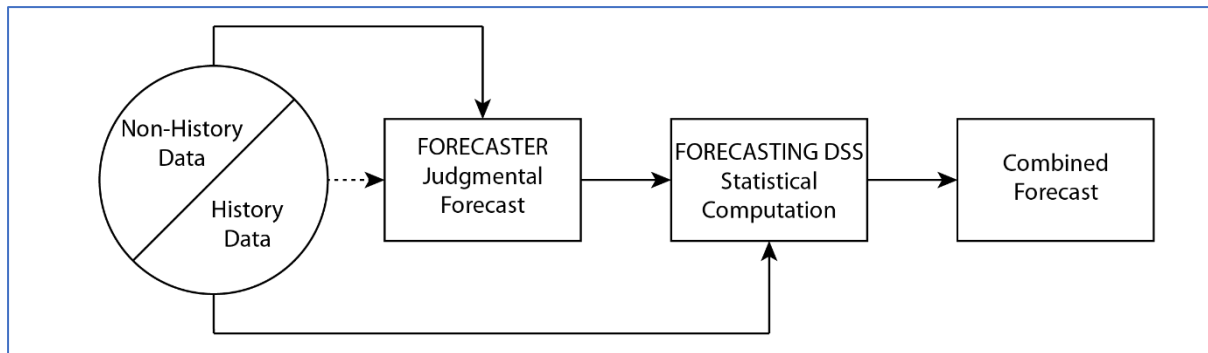 Non-History
Data
History
Data
FORECASTER
Judgmental
Forecast
FORECASTING DSS
Statistical
Computation
Combined
Forecast